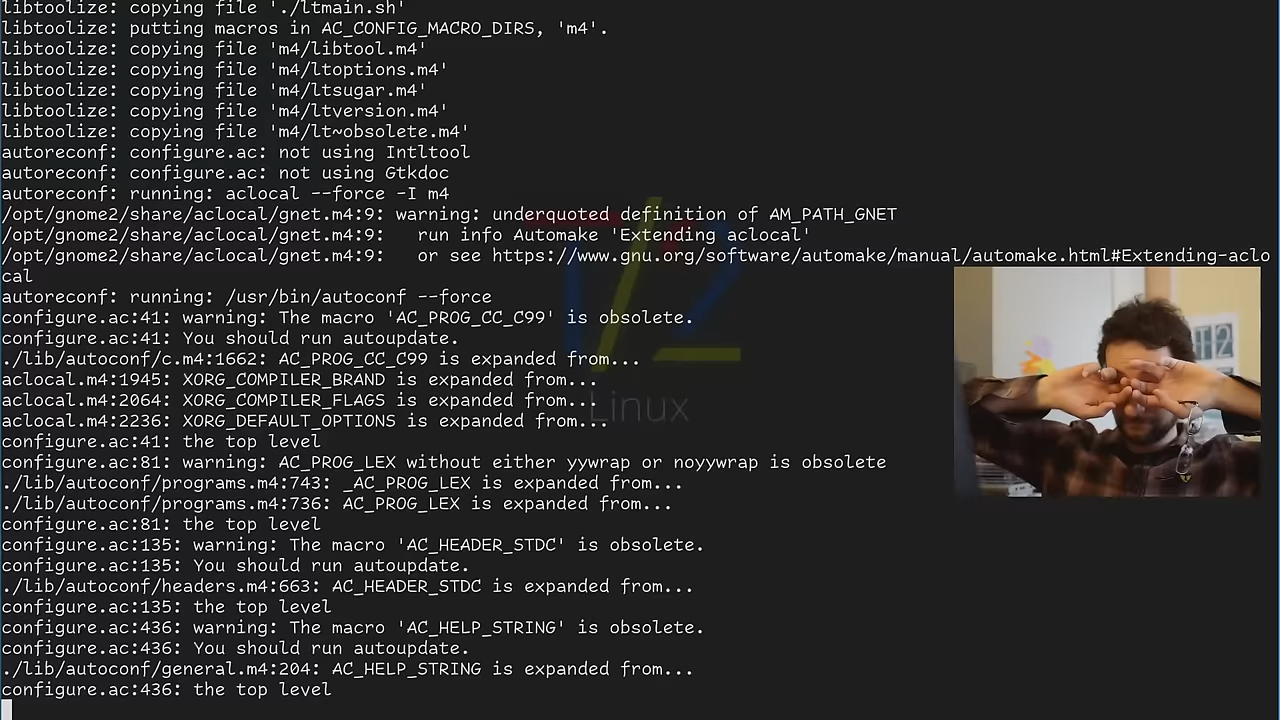 libtoolize: copying file './ltmain.sh'
libtoolize: putting macros in AC_CONFIG_MACRO_DIRS, 'm4'.
libtoolize: copying file 'm4/libtool.m4'
libtoolize: copying file 'm4/ltoptions.m4'
libtoolize: copying file 'm4/ltsugar.m4'
libtoolize: copying file 'm4/ltversion.m4'
libtoolize: copying file 'm4/lt~obsolete.m4'
autoreconf: configure.ac: not using Intltool
autoreconf: configure.ac: not using Gtkdoc
autoreconf: running: aclocal --force -I m4
/opt/gnome2/share/aclocal/gnet.m4:9: warning: underquoted definition of AM_PATH_GNET
/opt/gnome2/share/aclocal/gnet.m4:9:   run info Automake 'Extending aclocal'
/opt/gnome2/share/aclocal/gnet.m4:9:   or see https://www.gnu.org/software/automake/manual/automake.html#Extending-aclo
cal
autoreconf: running: /usr/bin/autoconf --force
configure.ac:41: warning: The macro 'AC_PROG_CC_C99' is obsolete.
configure.ac:41: You should run autoupdate.
./lib/autoconf/c.m4:1662: AC_PROG_CC_C99 is expanded from...
aclocal.m4:1945: XORG_COMPILER_BRAND is expanded from...
aclocal.m4:2064: XORG_COMPILER_FLAGS is expanded from...
aclocal.m4:2236: XORG_DEFAULT_OPTIONS is expanded from...
configure.ac:41: the top level
configure.ac:81: warning: AC_PROG_LEX without either yywrap or noyywrap is obsolete
./lib/autoconf/programs.m4:743: _AC_PROG_LEX is expanded from...
./lib/autoconf/programs.m4:736: AC_PROG_LEX is expanded from...
configure.ac:81: the top level
configure.ac:135: warning: The macro 'AC_HEADER_STDC' is obsolete.
configure.ac:135: You should run autoupdate.
./lib/autoconf/headers.m4:663: AC_HEADER_STDC is expanded from...
configure.ac:135: the top level
configure.ac:436: warning: The macro 'AC_HELP_STRING' is obsolete.
configure.ac:436: You should run autoupdate.
./lib/autoconf/general.m4:204: AC_HELP_STRING is expanded from...
configure.ac:436: the top level
T2
Linux